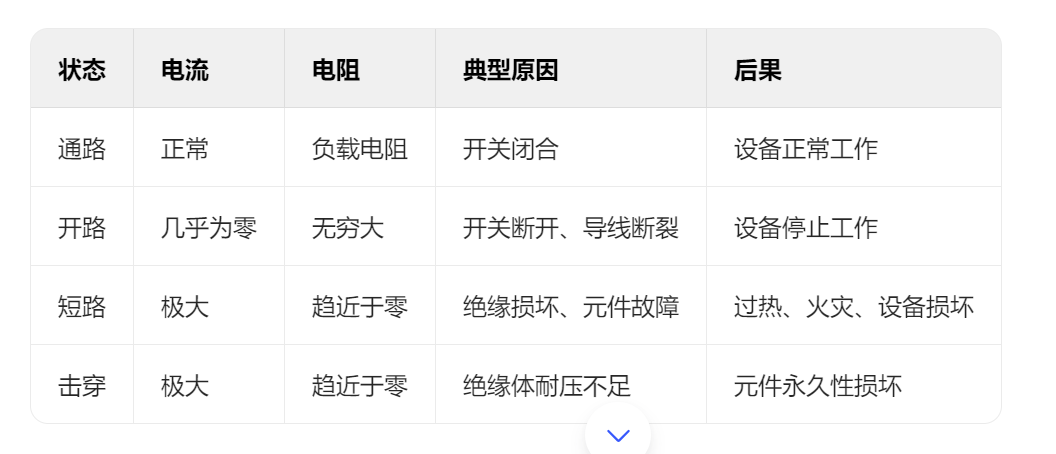 状态 电流 电阻 典型原因 后果
通路 正常 负载电阻 开关闭合 设备正常工作
开路 几乎为零 无穷大 开关断开、导线断裂 设备停止工作
短路 极大 趋近于零 绝缘损坏、元件故障 过热、火灾、设备损坏
击穿 极大 趋近于零 绝缘体耐压不足 元件永久性损坏